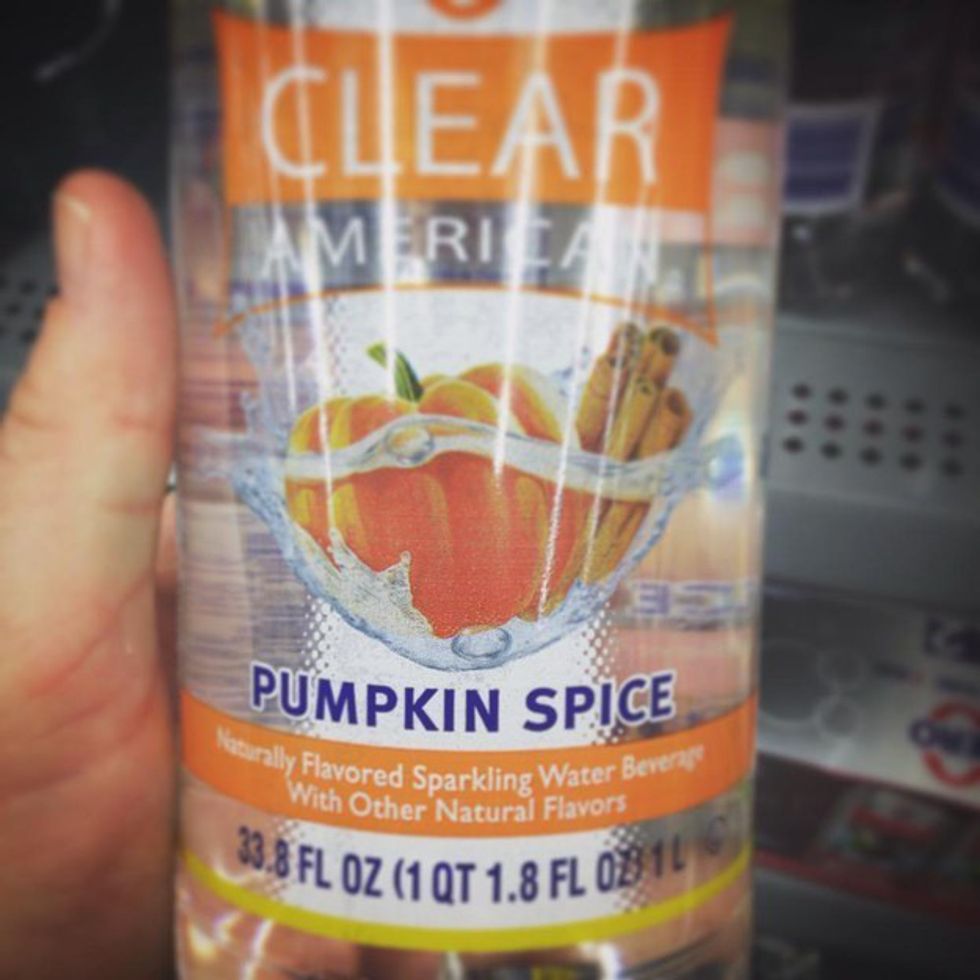 CLEAR
AMERICAN
PUMPKIN SPICE
Naturally Flavored Sparkling Water Beverage
With Other Natural Flavors
33.8 FL OZ (1 QT 1.8 FL OZ) 1 L